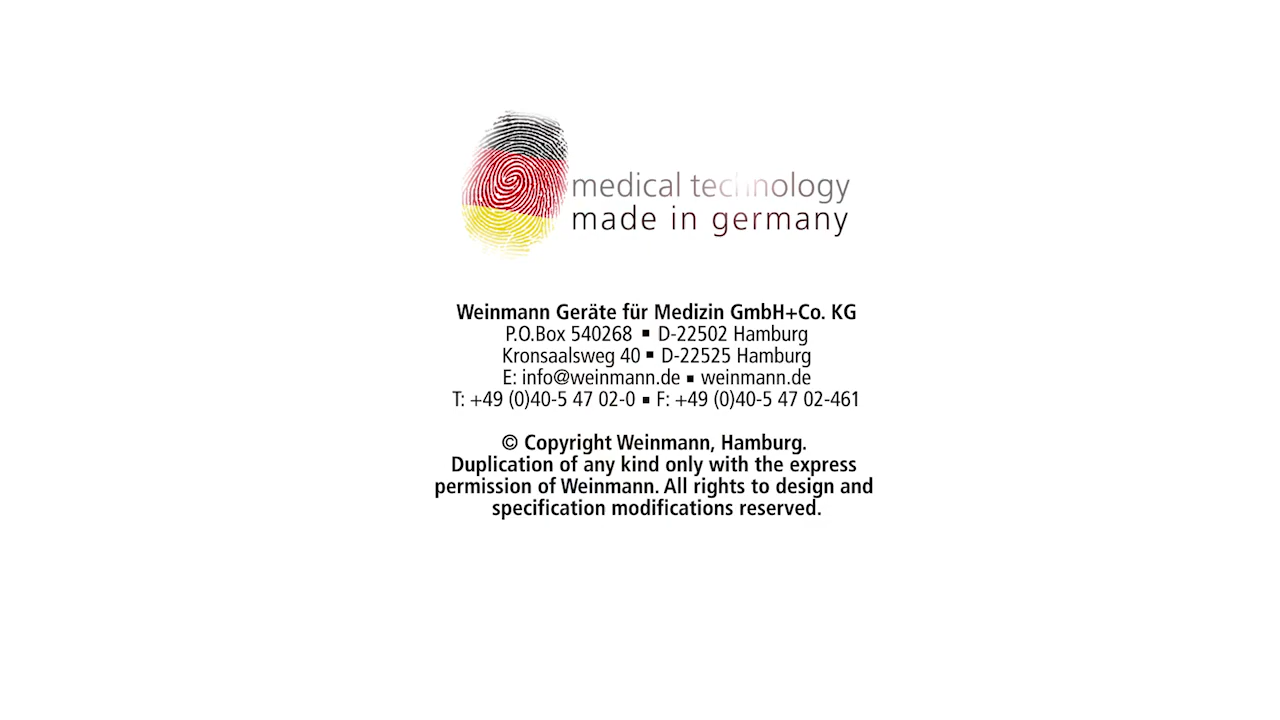 medical technology
made in germany
Weinmann Geräte für Medizin GmbH+Co. KG
P.O.Box 540268 ▪ D-22502 Hamburg
Kronsaalsweg 40 ▪ D-22525 Hamburg
E: info@weinmann.de ▪ weinmann.de
T: +49 (0)40-5 47 02-0 ▪ F: +49 (0)40-5 47 02-461
© Copyright Weinmann, Hamburg.
Duplication of any kind only with the express
permission of Weinmann. All rights to design and
specification modifications reserved.